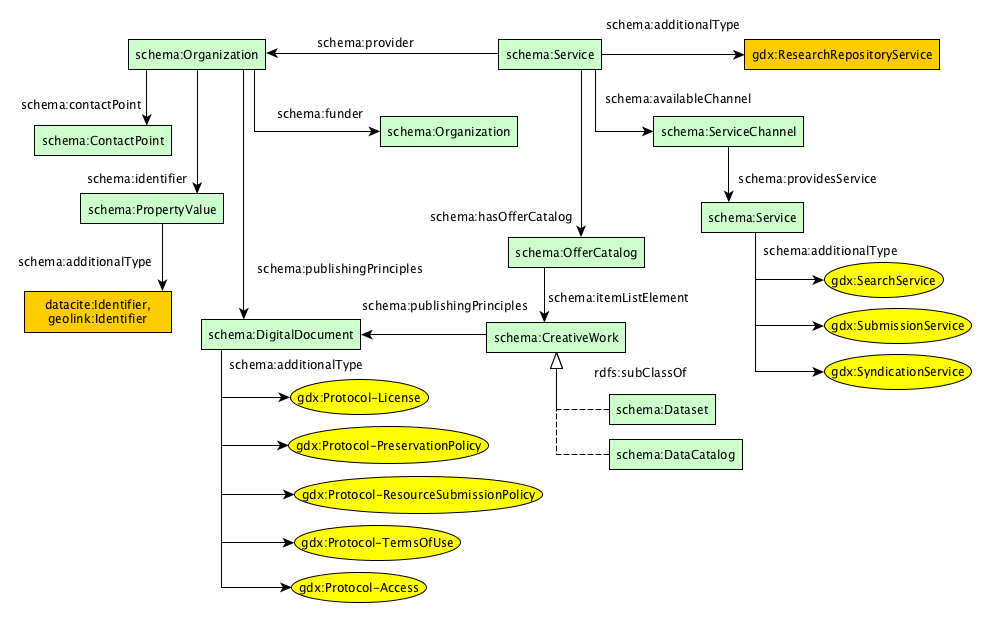 schema:additionalType
schema:provider
schema:Organization
schema:Service
gdx:ResearchRepositoryService
schema:contactPoint
schema:funder
schema:availableChannel
schema:ContactPoint
schema:Organization
schema:ServiceChannel
schema:identifier
schema:providesService
schema:PropertyValue
schema:hasOfferCatalog
schema:Service
schema:additionalType
schema:publishingPrinciples
schema:OfferCatalog
schema:additionalType
gdx:SearchService
datacite:Identifier,
geolink:Identifier
schema:publishingPrinciples
schema:itemListElement
gdx:SubmissionService
schema:DigitalDocument
schema:CreativeWork
schema:additionalType
rdfs:subClassOf
gdx:SyndicationService
gdx:Protocol-License
schema:Dataset
gdx:Protocol-PreservationPolicy
schema:DataCatalog
gdx:Protocol-ResourceSubmissionPolicy
gdx:Protocol-TermsOfUse
gdx:Protocol-Access